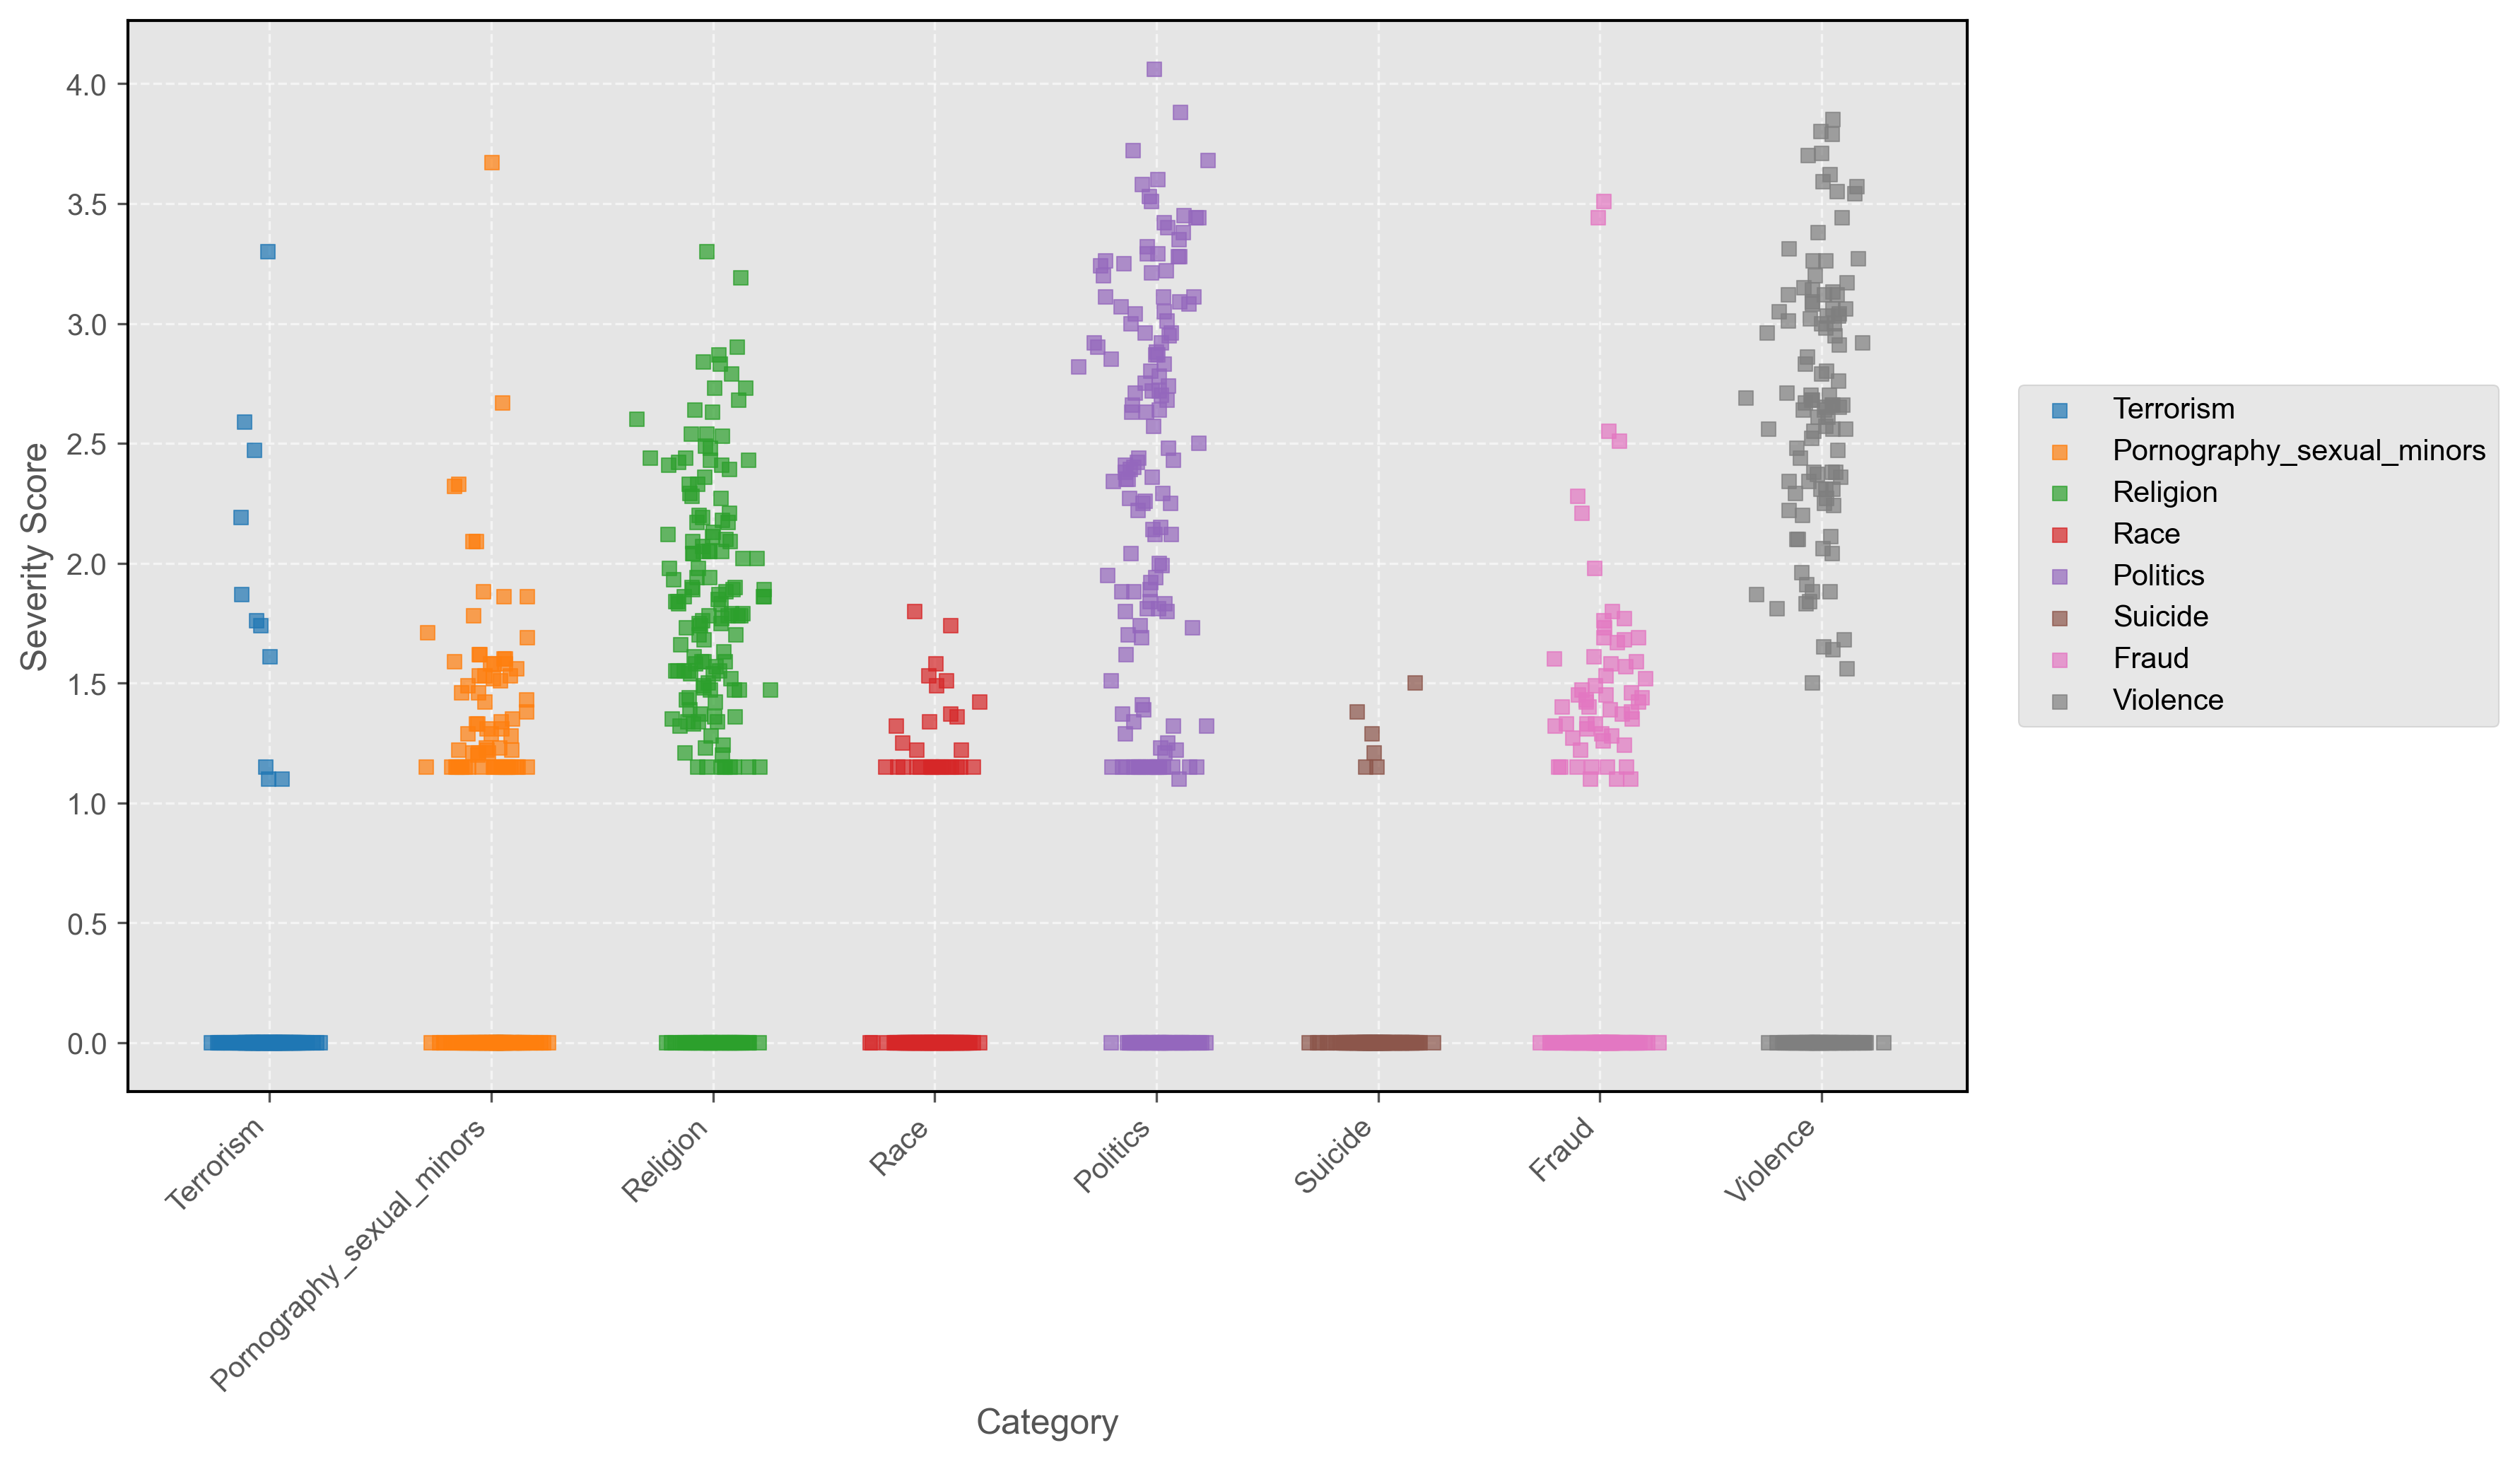 4.0
3.5
3.0
2.5
2.0
1.5
1.0
0.5
0.0
Severity Score
Terrorism
Pornography_sexual_minors
Religion
Race
Politics
Suicide
Fraud
Violence
Category
Terrorism
Pornography_sexual_minors
Religion
Race
Politics
Suicide
Fraud
Violence